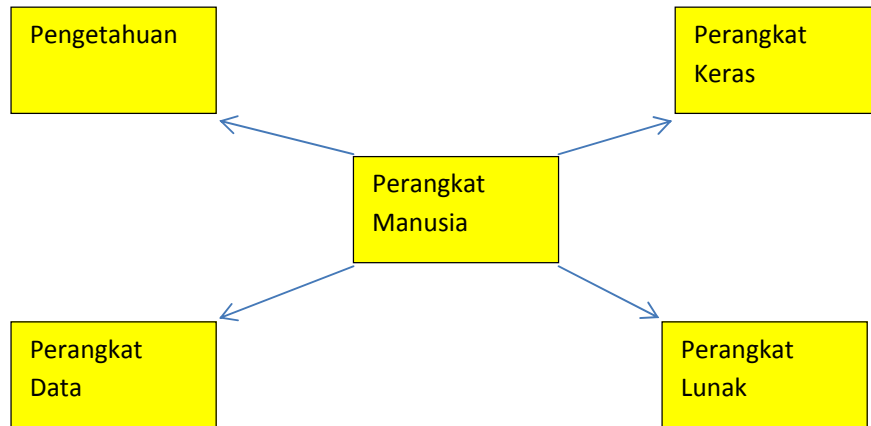 Pengetahuan
Perangkat
Keras
Perangkat
Manusia
Perangkat
Data
Perangkat
Lunak